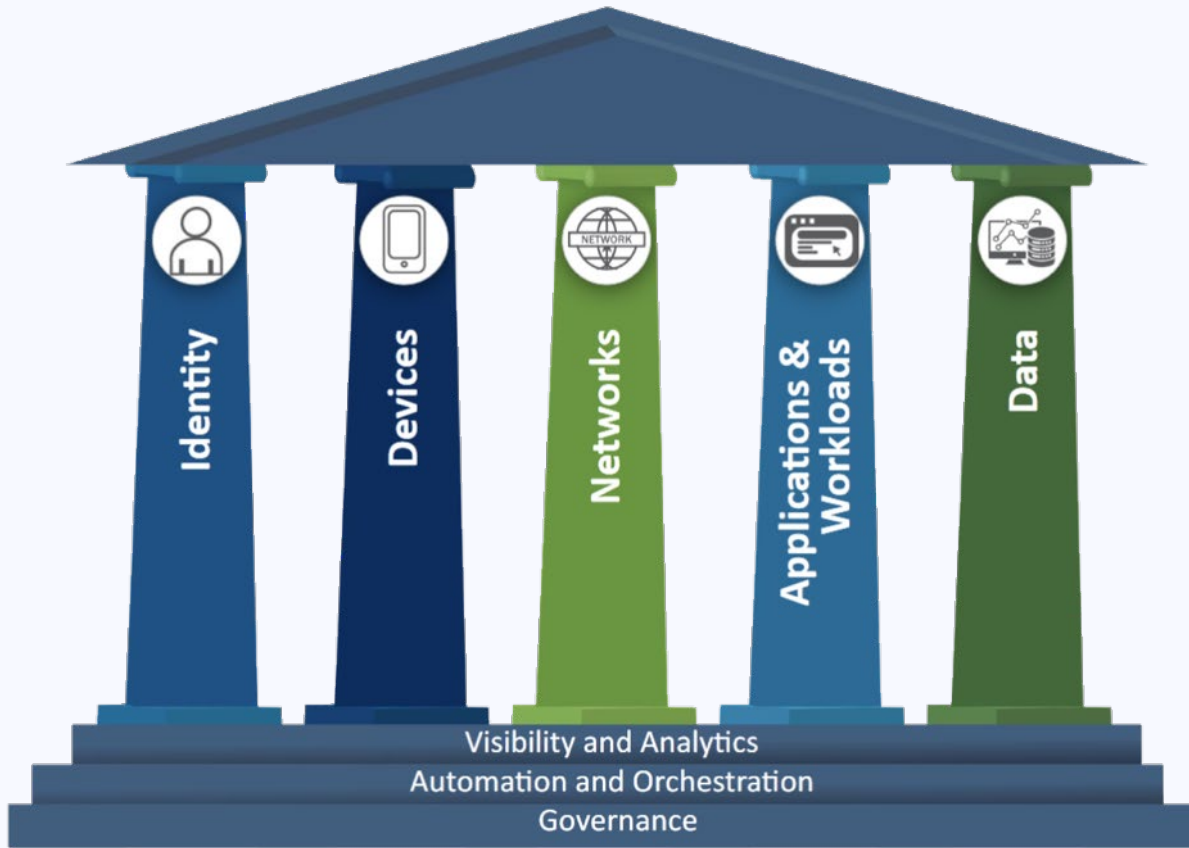 NETWORK
Identity
Devices
Networks
Applications &
Workloads
Data
Visibility and Analytics
Automation and Orchestration
Governance